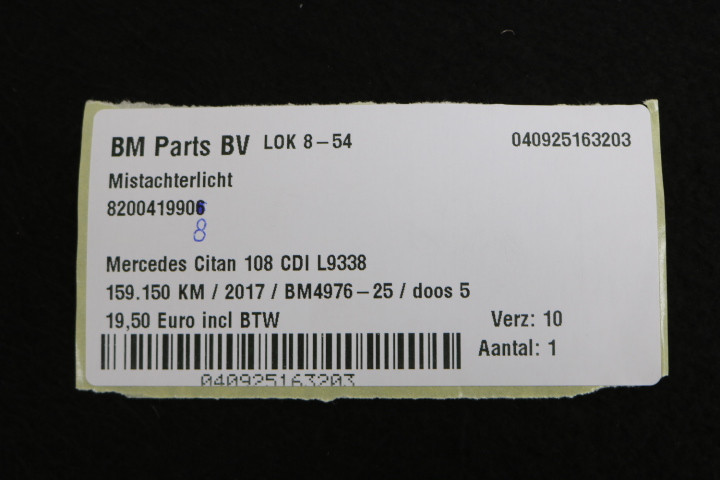 BM Parts BV LOK 8-54 040925163203
Mistachterlicht
8200419906
8
Mercedes Citan 108 CDI L9338
159.150 KM / 2017 / BM4976-25 / doos 5
19,50 Euro incl BTW Verz: 10
Aantal: 1
040925163203